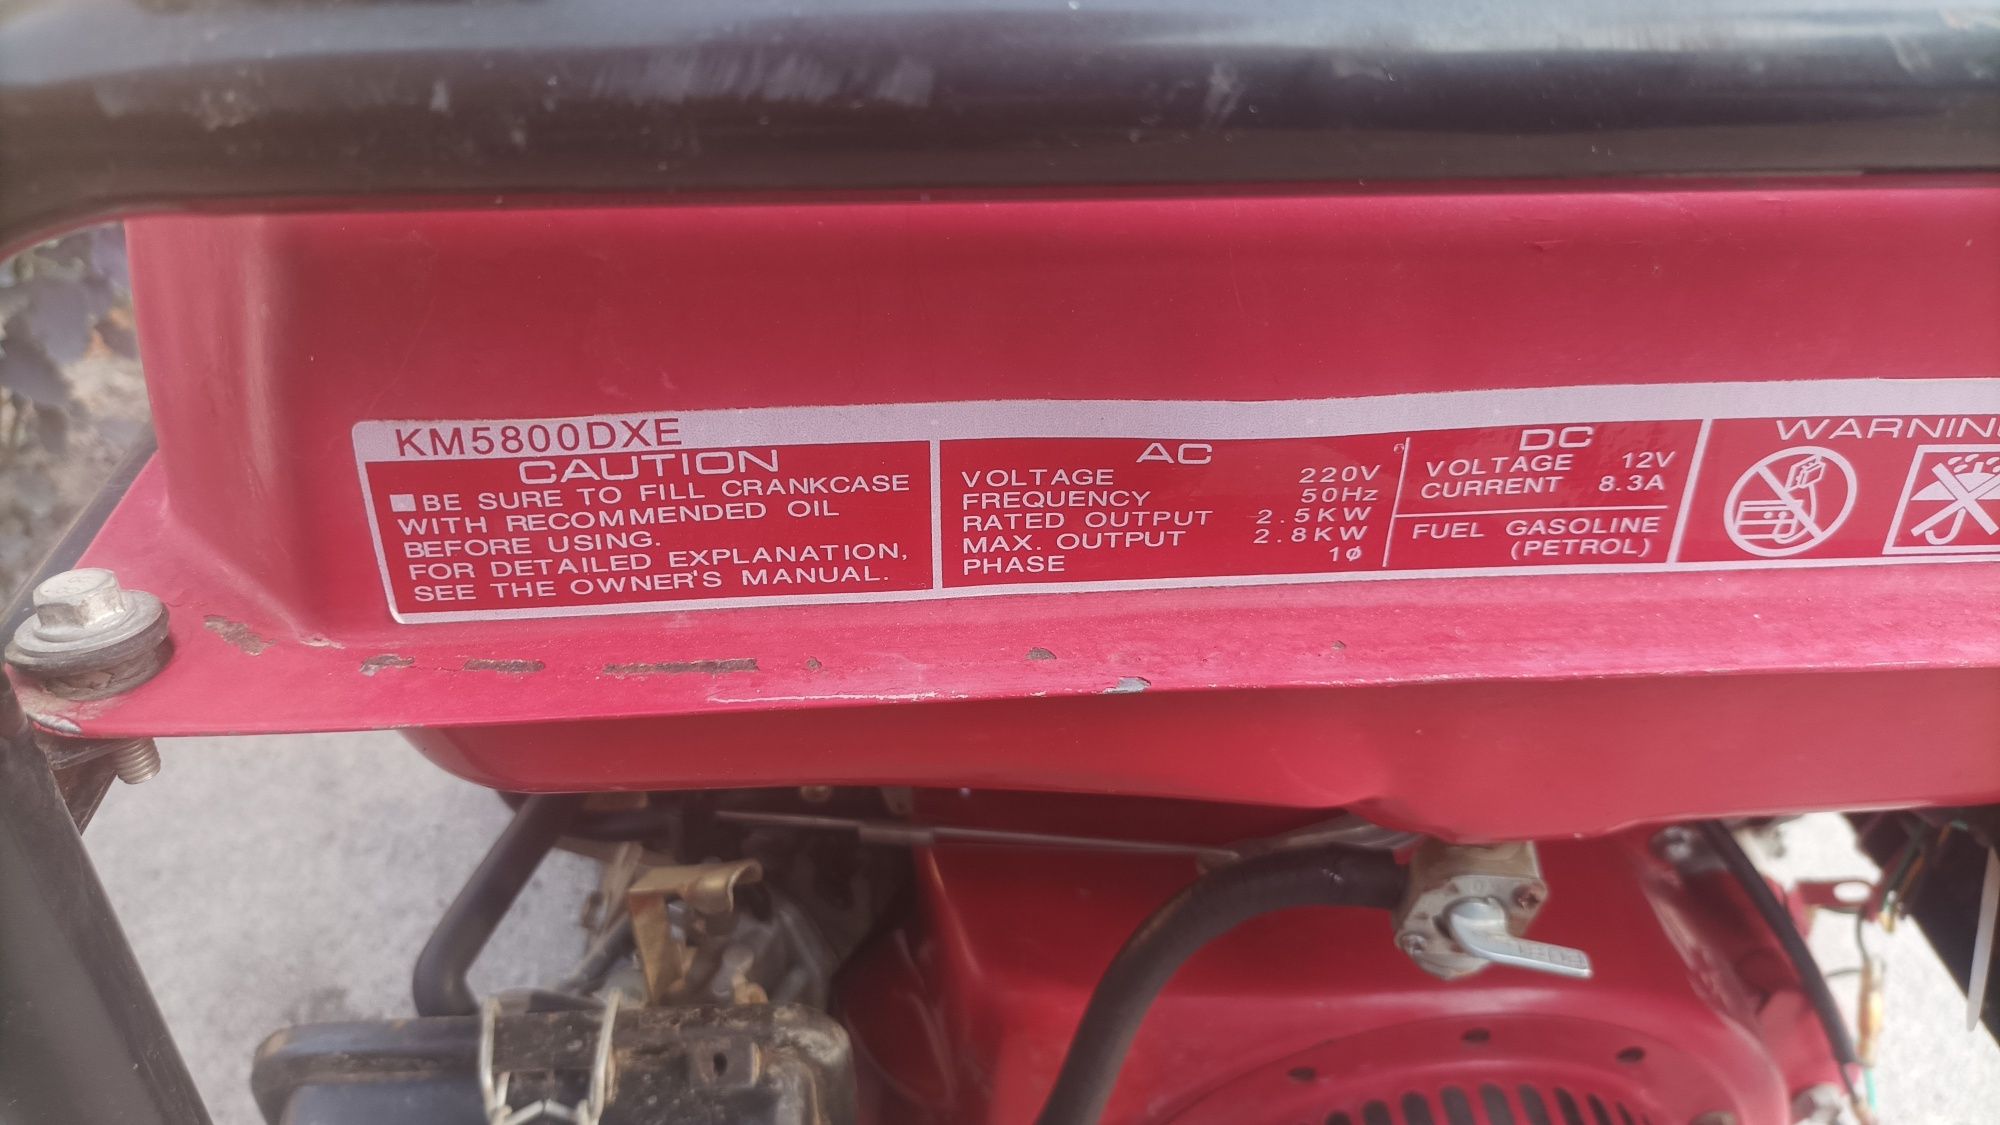 KM5800DXE
CAUTION
BE SURE TO FILL CRANKCASE
WITH RECOMMENDED OIL
BEFORE USING.
FOR DETAILED EXPLANATION,
SEE THE OWNER'S MANUAL.
AC
VOLTAGE 220V
FREQUENCY 50Hz
RATED OUTPUT 2.5KW
MAX. OUTPUT 2.8KW
PHASE 1ϕ
DC
VOLTAGE 12V
CURRENT 8.3A
FUEL GASOLINE
(PETROL)